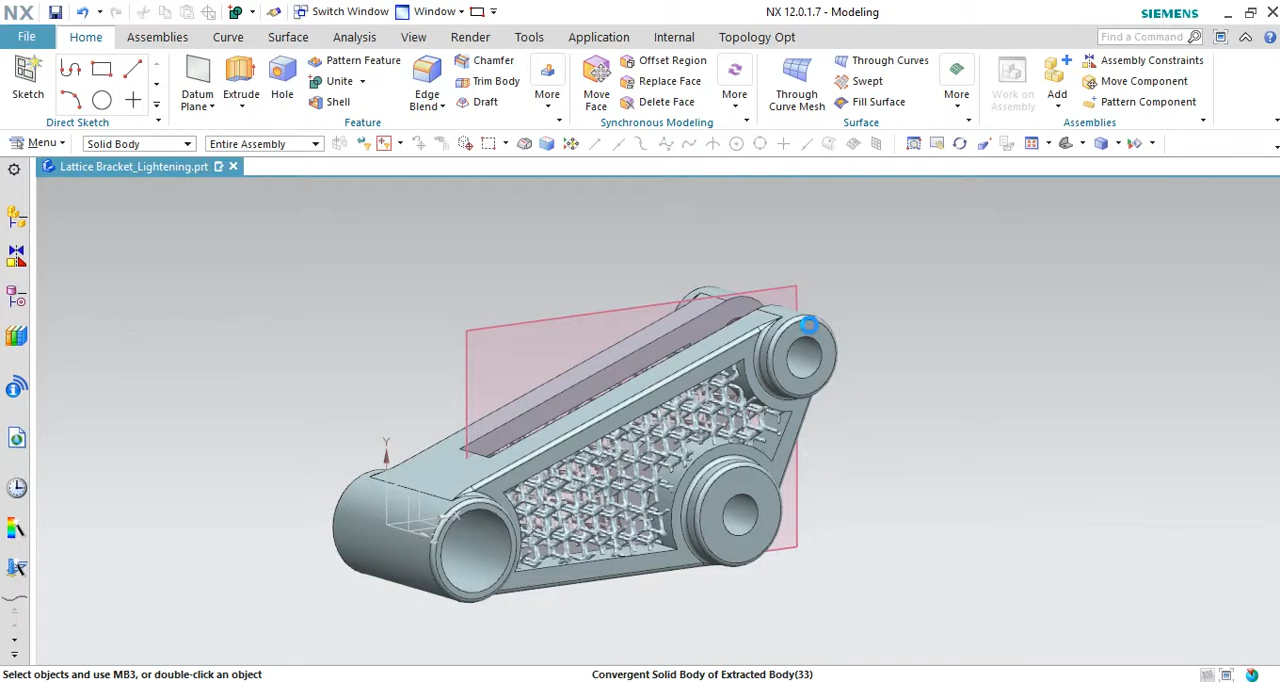 NX
Switch Window
Window
NX 12.0.1.7 - Modeling
SIEMENS
File
Home
Assemblies
Curve
Surface
Analysis
View
Render
Tools
Application
Internal
Topology Opt
Find a Command
Sketch
Direct Sketch
Datum
Plane
Extrude
Hole
Pattern Feature
Unite
Shell
Edge
Blend
Chamfer
Trim Body
Draft
More
Feature
Move
Face
Offset Region
Replace Face
Delete Face
More
Synchronous Modeling
Through
Curve Mesh
Through Curves
Swept
Fill Surface
More
Surface
Work on
Assembly
Add
Assembly Constraints
Move Component
Pattern Component
Assemblies
Menu
Solid Body
Entire Assembly
Lattice Bracket_Lightening.prt
Y
Select objects and use MB3, or double-click an object
Convergent Solid Body of Extracted Body(33)